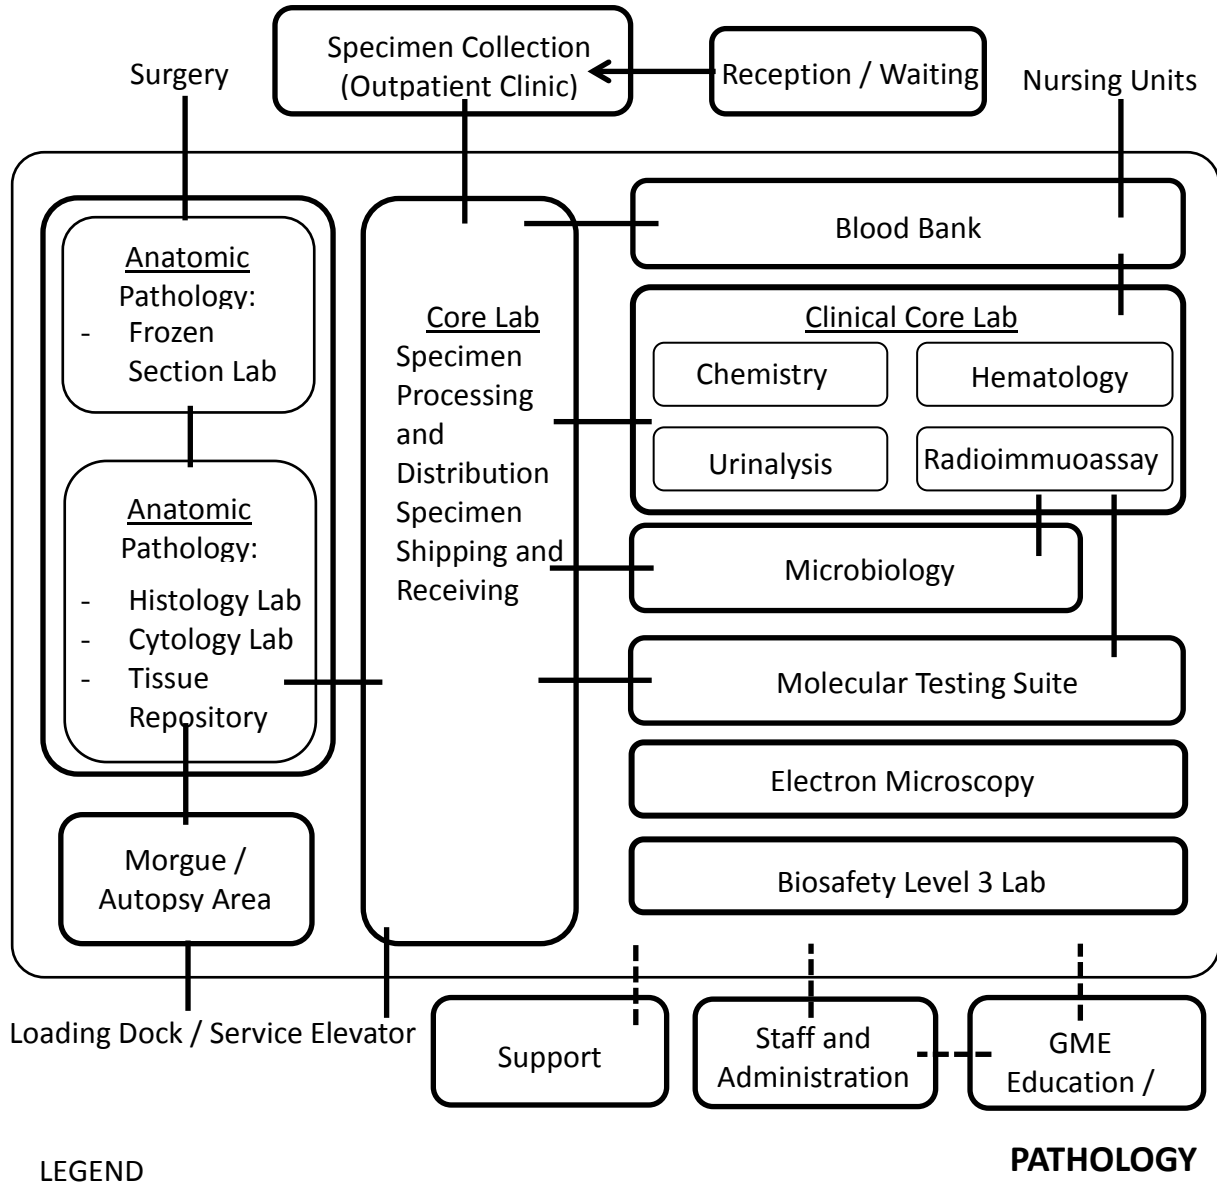 Specimen Collection
(Outpatient Clinic)
Reception / Waiting
Surgery
Nursing Units
Anatomic
Pathology:
- Frozen
Section Lab
Anatomic
Pathology:
- Histology Lab
- Cytology Lab
- Tissue
Repository
Morgue /
Autopsy Area
Core Lab
Specimen
Processing
and
Distribution
Specimen
Shipping and
Receiving
Blood Bank
Clinical Core Lab
Chemistry
Hematology
Urinalysis
Radioimmuoassay
Microbiology
Molecular Testing Suite
Electron Microscopy
Biosafety Level 3 Lab
Loading Dock / Service Elevator
Support
Staff and
Administration
GME
Education /
LEGEND
PATHOLOGY